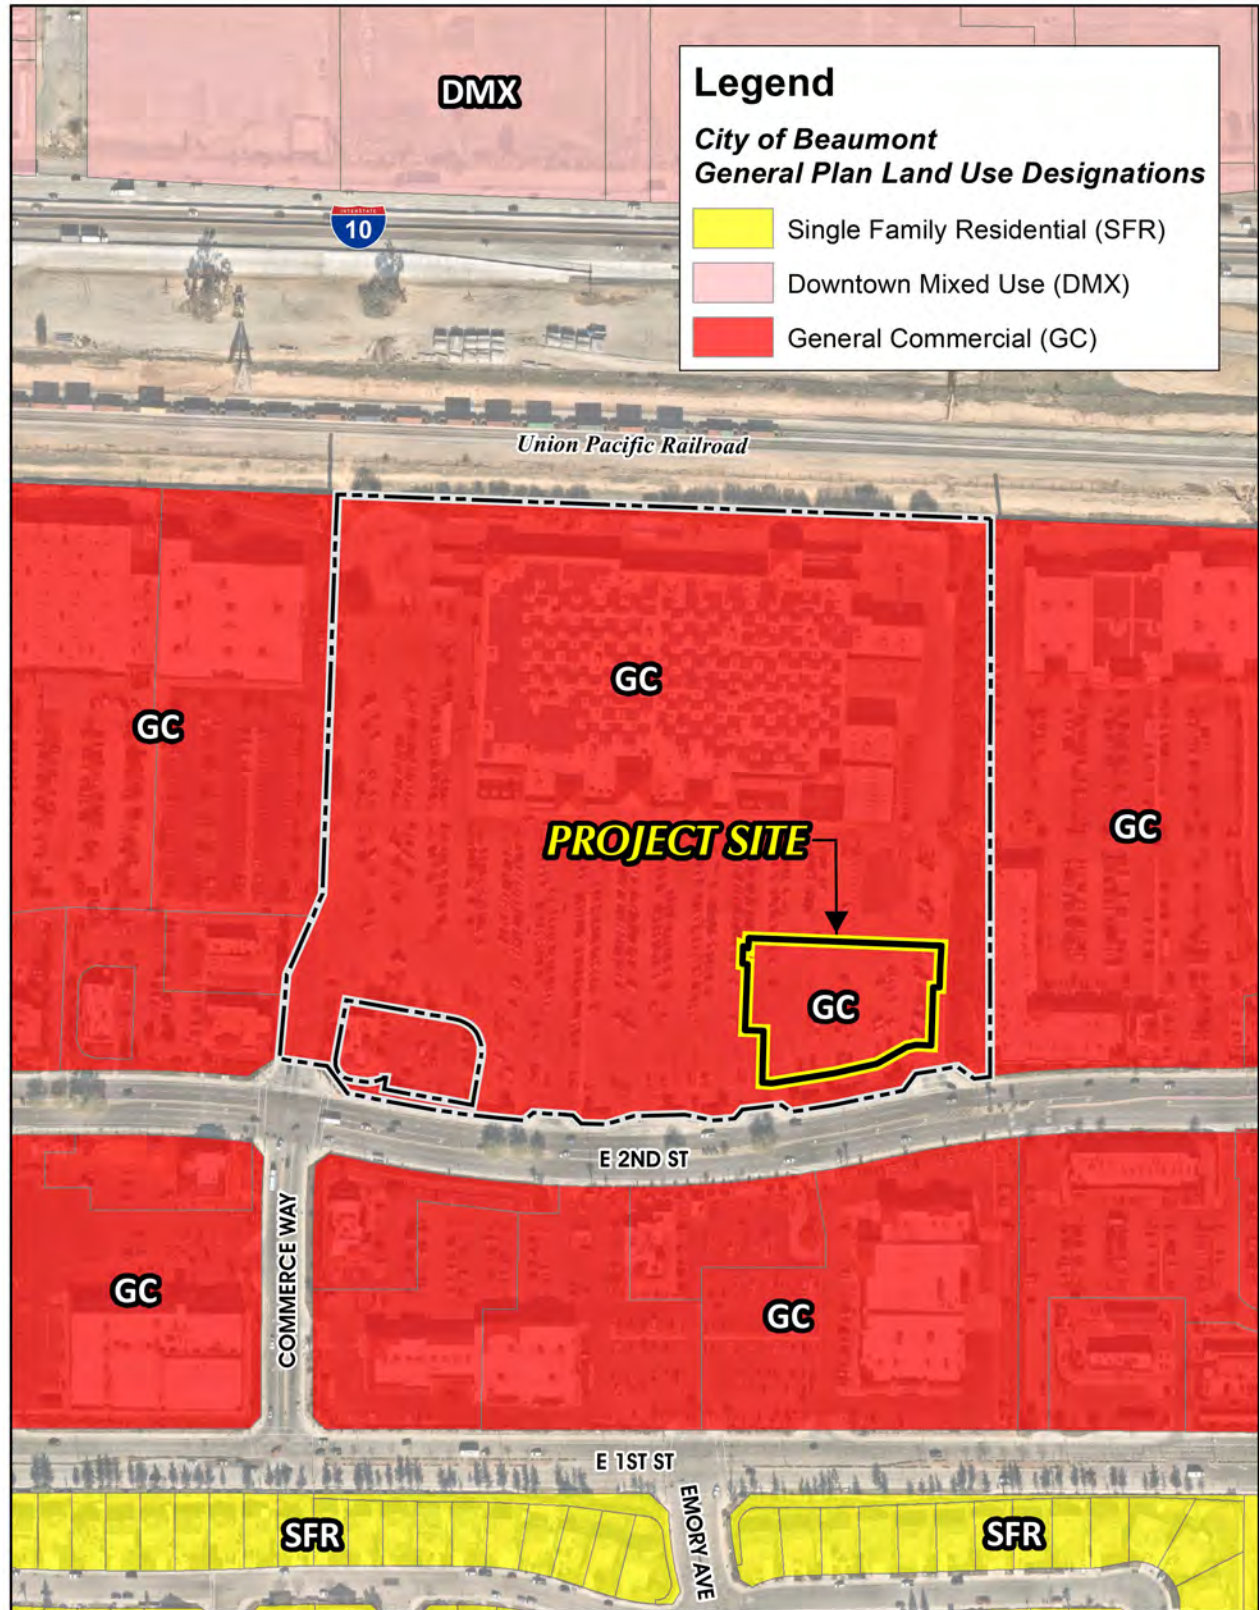 DMX
Legend
City of Beaumont
General Plan Land Use Designations
Single Family Residential (SFR)
Downtown Mixed Use (DMX)
General Commercial (GC)
INTERSTATE
10
Union Pacific Railroad
GC
GC
GC
PROJECT SITE
GC
E 2ND ST
COMMERCE WAY
GC
GC
E 1ST ST
EMORY AVE
SFR
SFR